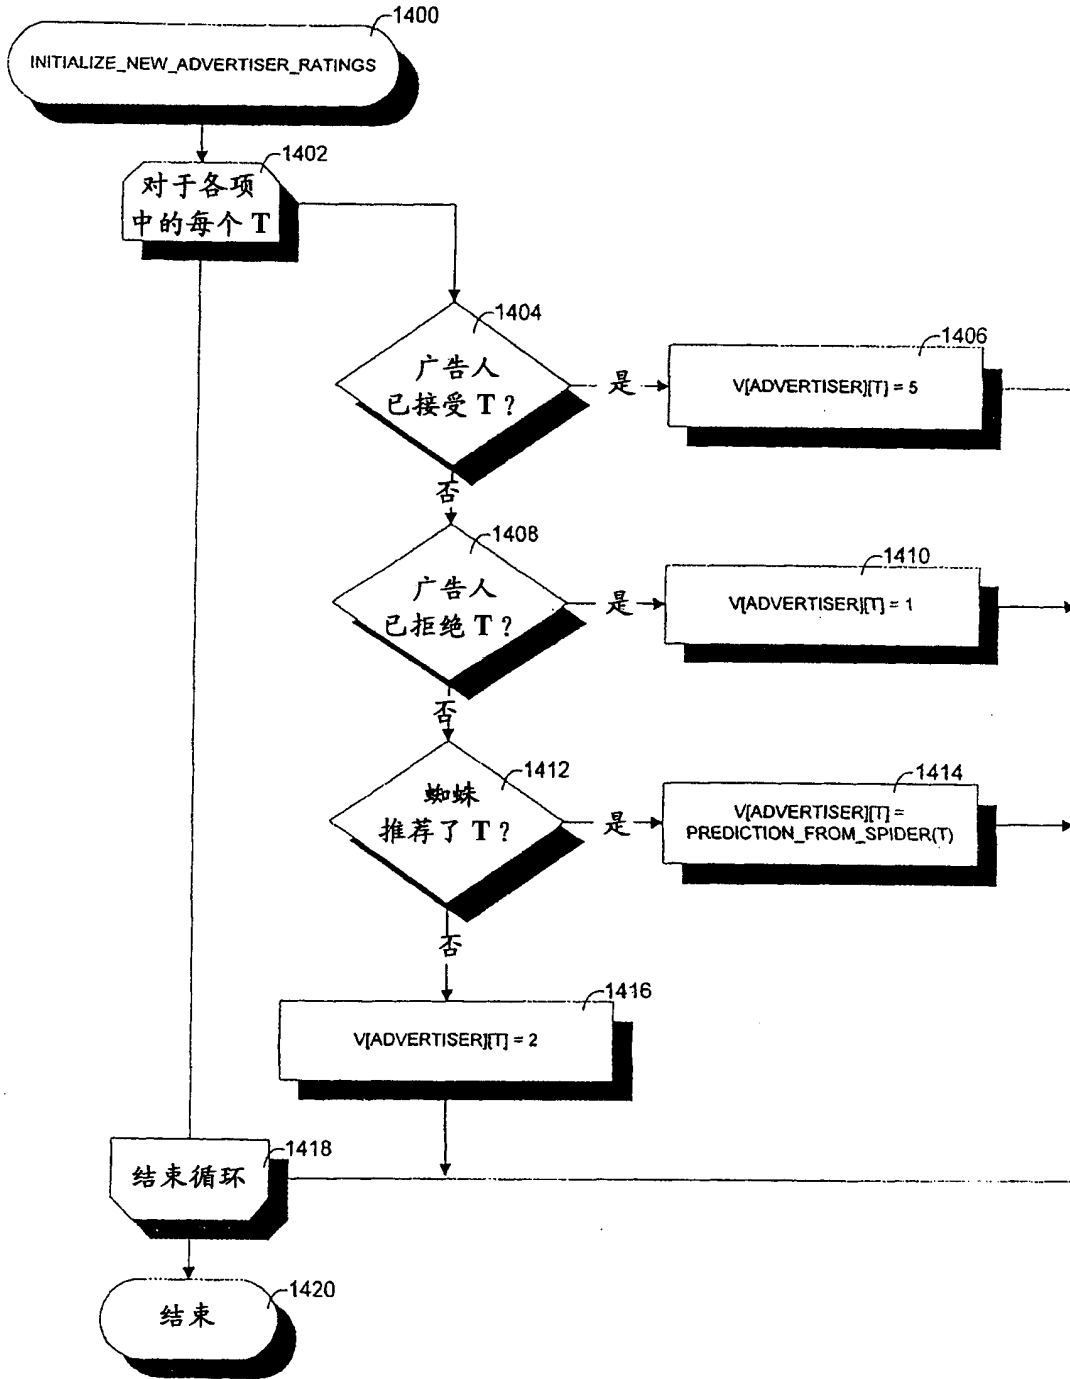 1400
INITIALIZE_NEW_ADVERTISER_RATINGS
1402
对于各项
中的每个 T
1404
广告人
已接受 T？
是
1406
V[ADVERTISER][T] = 5
否
1408
广告人
已拒绝 T？
是
1410
V[ADVERTISER][T] = 1
否
1412
蜘蛛
推荐了 T？
是
1414
V[ADVERTISER][T] =
PREDICTION_FROM_SPIDER(T)
否
1416
V[ADVERTISER][T] = 2
1418
结束循环
1420
结束